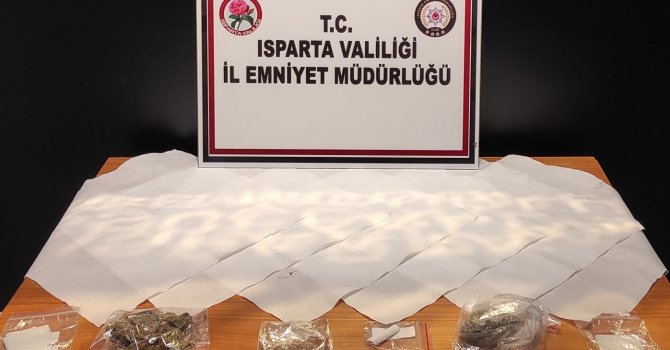 T.C.
ISPARTA VALİLİĞİ
İL EMNİYET MÜDÜRLÜĞÜ